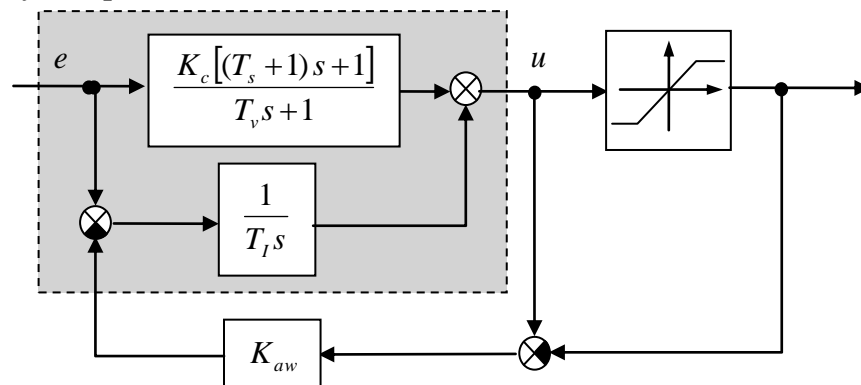 e
K_c[(T_s+1)s+1]
T_v s+1
u
1
T_I s
K_aw